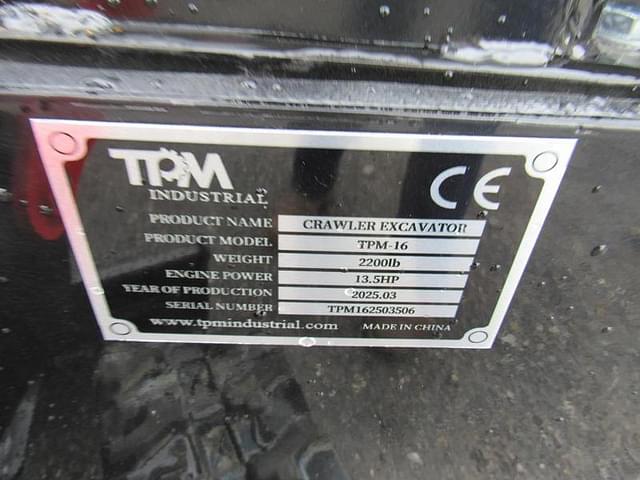 TPM
INDUSTRIAL
CE
PRODUCT NAME CRAWLER EXCAVATOR
PRODUCT MODEL TPM-16
WEIGHT 2200lb
ENGINE POWER 13.5HP
YEAR OF PRODUCTION 2025.03
SERIAL NUMBER TPM162503506
www.tpmindustrial.com MADE IN CHINA